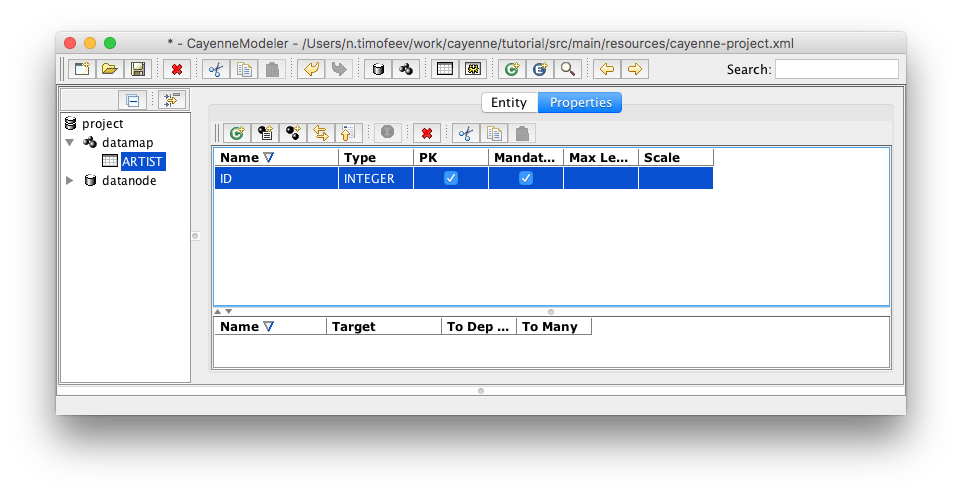 * - CayenneModeler - /Users/n.timofeev/work/cayenne/tutorial/src/main/resources/cayenne-project.xml
Search:
Entity Properties
project
datamap
ARTIST
datanode
Name Type PK Mandat... Max Le... Scale
ID INTEGER
Name Target To Dep ... To Many